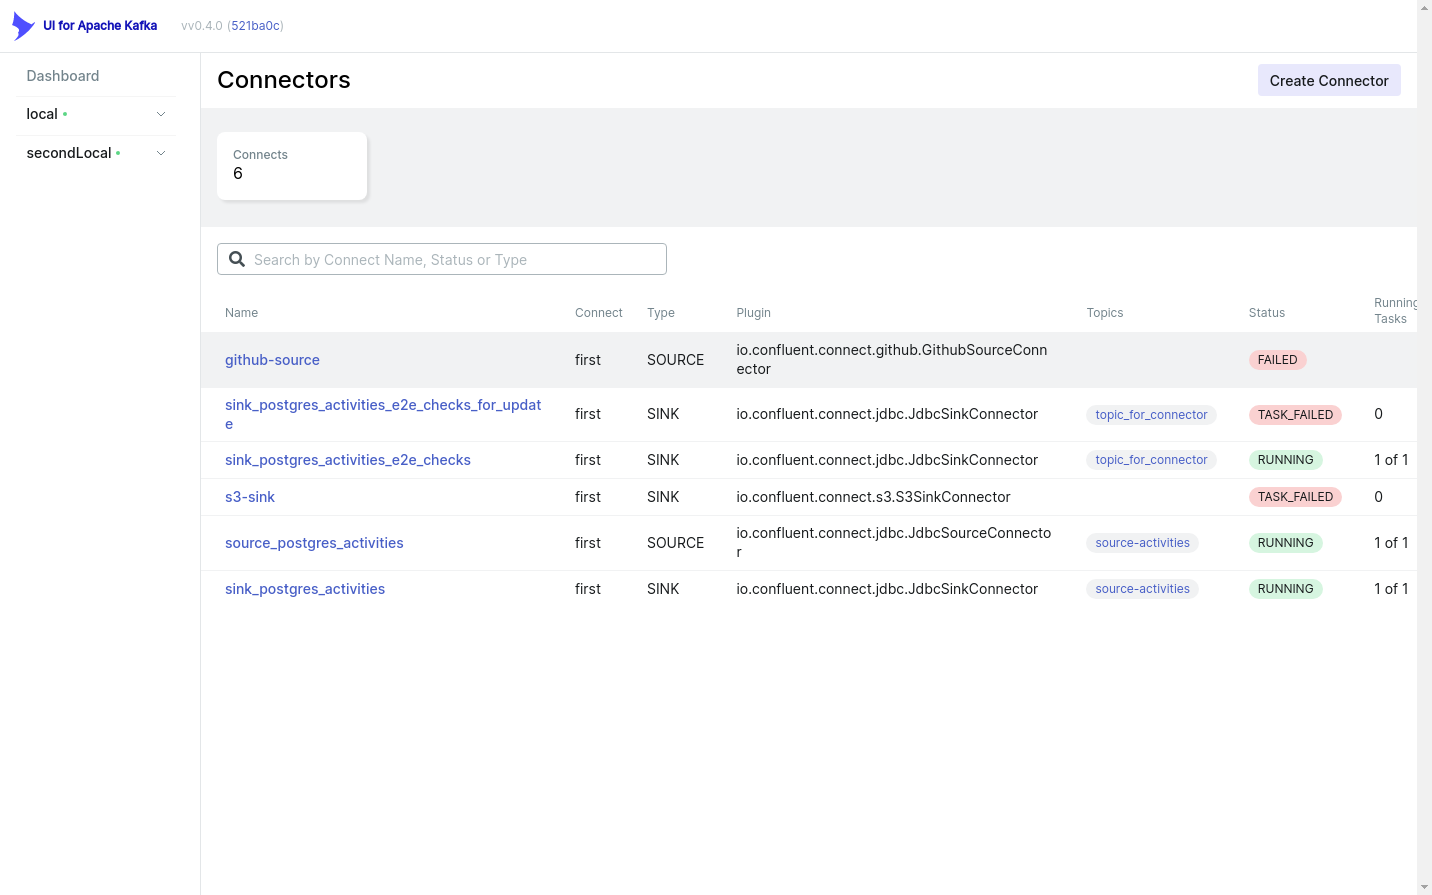 UI for Apache Kafka vv0.4.0 (521ba0c)
Dashboard
local
secondLocal
Connectors
Create Connector
Connects
6
Search by Connect Name, Status or Type
Name Connect Type Plugin Topics Status Running
Tasks
github-source first SOURCE io.confluent.connect.github.GithubSourceConn
ector FAILED
sink_postgres_activities_e2e_checks_for_updat
e first SINK io.confluent.connect.jdbc.JdbcSinkConnector topic_for_connector TASK_FAILED 0
sink_postgres_activities_e2e_checks first SINK io.confluent.connect.jdbc.JdbcSinkConnector topic_for_connector RUNNING 1 of 1
s3-sink first SINK io.confluent.connect.s3.S3SinkConnector TASK_FAILED 0
source_postgres_activities first SOURCE io.confluent.connect.jdbc.JdbcSourceConnecto
r source-activities RUNNING 1 of 1
sink_postgres_activities first SINK io.confluent.connect.jdbc.JdbcSinkConnector source-activities RUNNING 1 of 1